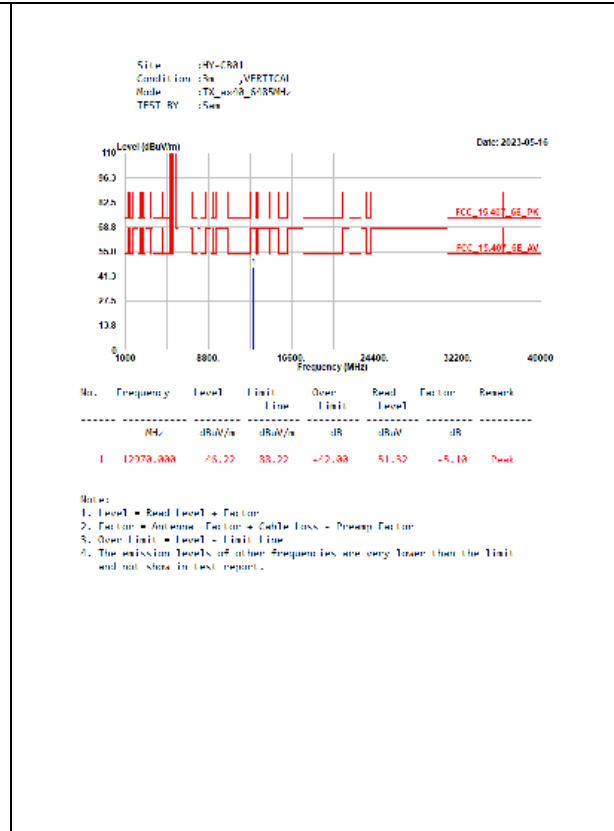 Site :HY-CB01
Condition :3m ,VERTICAL
Mode :TX_ax40_6485MHz
TEST BY :Sam
Level (dBuV/m) Date: 2023-05-16
110
96.3
82.5
FCC_15.407_6E_PK
68.8
FCC_15.407_6E_AV
55.0
41.3
27.5
13.8
0
1000 8800. 16600. 24400. 32200. 40000
Frequency (MHz)
No. Frequency Level Limit Over Read Factor Remark
Line Limit Level
MHz dBuV/m dBuV/m dB dBuV dB
1 12970.000 46.22 88.22 -42.00 51.32 -5.10 Peak
Note:
1. Level = Read Level + Factor
2. Factor = Antenna Factor + Cable Loss - Preamp Factor
3. Over Limit = Level - Limit Line
4. The emission levels of other frequencies are very lower than the limit
and not show in test report.